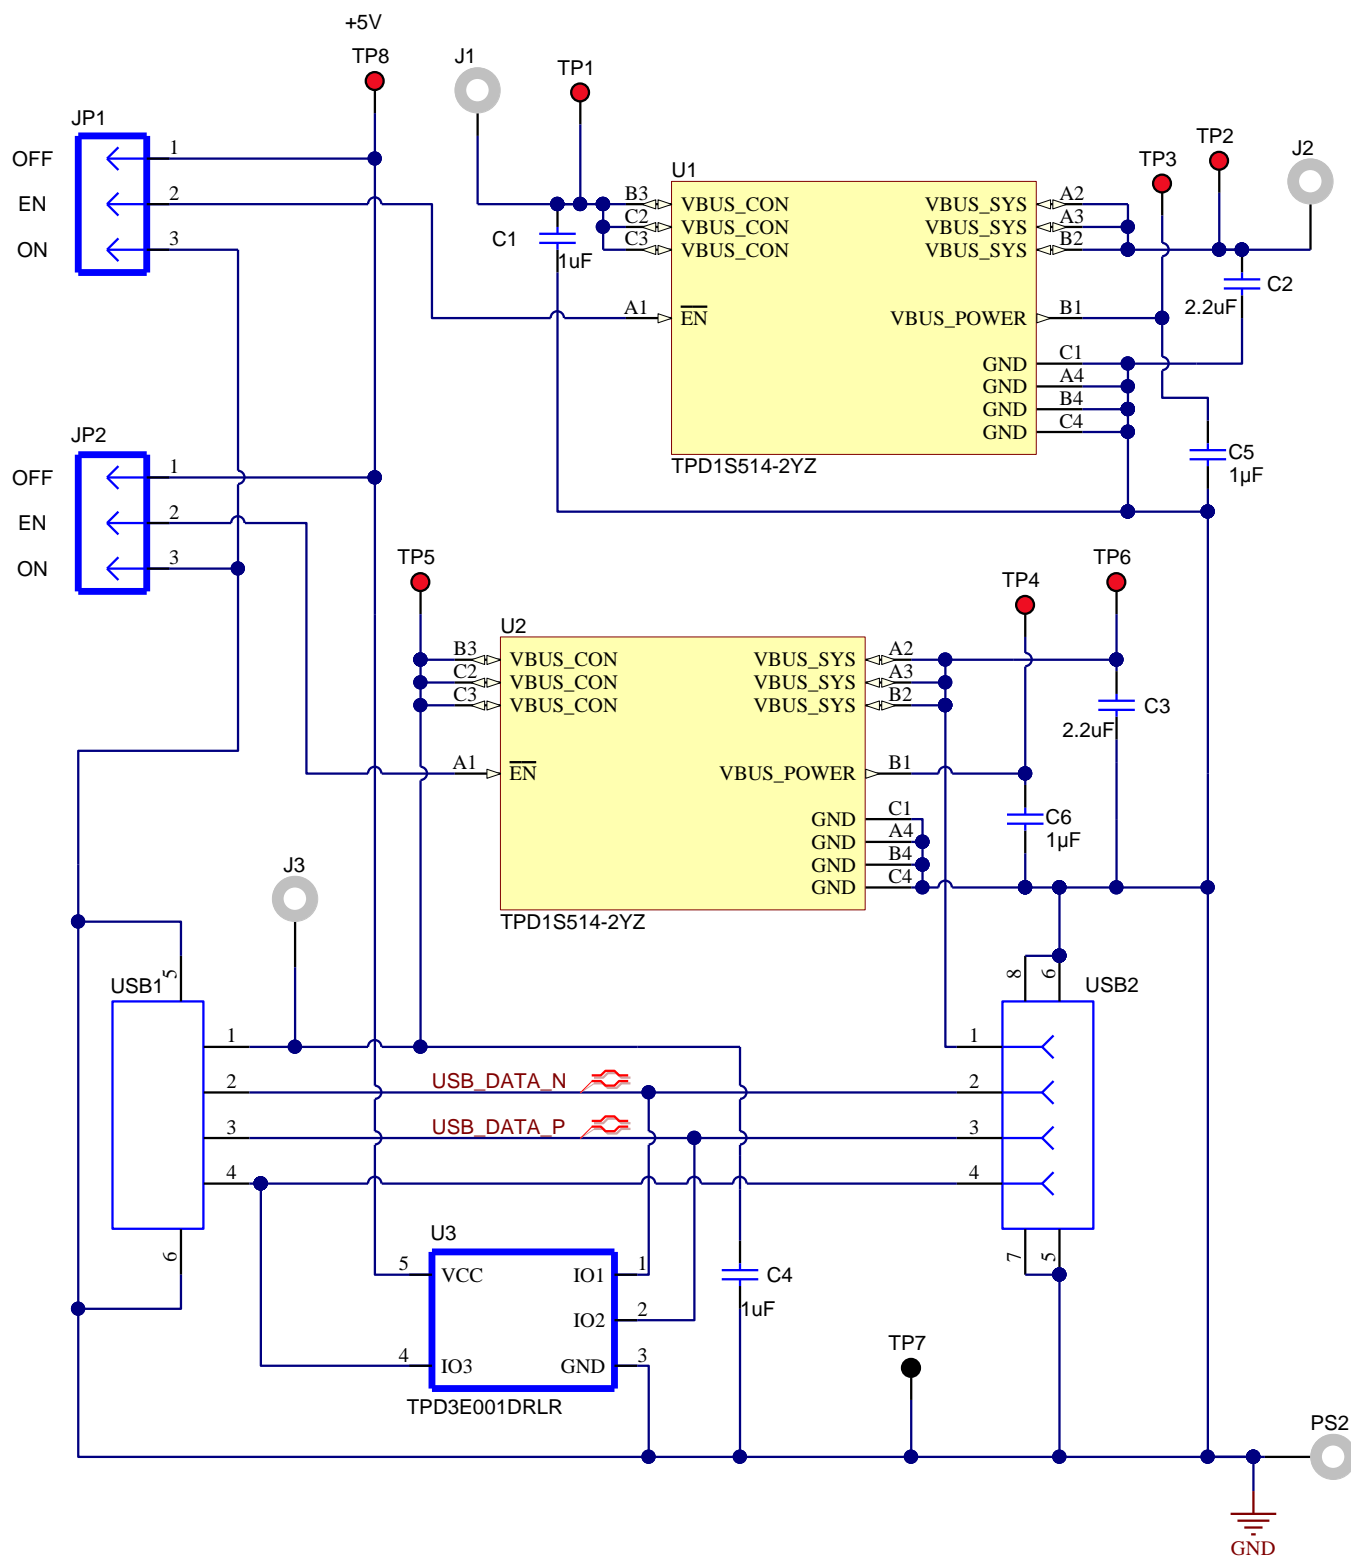 +5V
TP8
J1
TP1
JP1
OFF
EN
ON
1
2
3
TP3
TP2
J2
U1
C1
1uF
B3
C2
C3
A1
VBUS_CON
VBUS_CON
VBUS_CON
EN
VBUS_SYS
VBUS_SYS
VBUS_SYS
VBUS_POWER
GND
GND
GND
GND
A2
A3
B2
B1
C1
A4
B4
C4
C2
2.2uF
TPD1S514-2YZ
C5
1µF
JP2
OFF
EN
ON
1
2
3
TP5
TP4
TP6
U2
B3
C2
C3
A1
VBUS_CON
VBUS_CON
VBUS_CON
EN
VBUS_SYS
VBUS_SYS
VBUS_SYS
VBUS_POWER
GND
GND
GND
GND
A2
A3
B2
B1
C1
A4
B4
C4
C3
2.2uF
C6
1µF
TPD1S514-2YZ
J3
USB1
5
1
2
3
4
6
USB_DATA_N
USB_DATA_P
USB2
8
6
1
2
3
4
7
5
U3
5
4
VCC
IO3
IO1
IO2
GND
1
2
3
TPD3E001DRLR
C4
1uF
TP7
PS2
GND